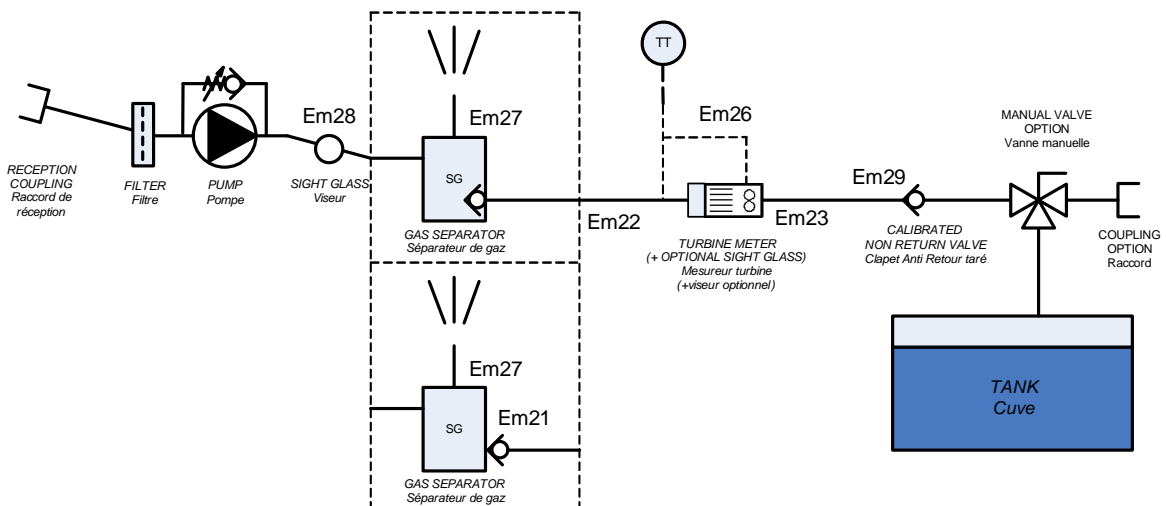 RECEPTION
COUPLING
Raccord de
réception
FILTER
Filtre
PUMP
Pompe
Em28
SIGHT GLASS
Viseur
Em27
SG
GAS SEPARATOR
Séparateur de gaz
Em27
SG
Em21
GAS SEPARATOR
Séparateur de gaz
Em22
TT
Em26
Em23
TURBINE METER
(+ OPTIONAL SIGHT GLASS)
Mesureur turbine
(+viseur optionnel)
Em29
CALIBRATED
NON RETURN VALVE
Clapet Anti Retour taré
MANUAL VALVE
OPTION
Vanne manuelle
COUPLING
OPTION
Raccord
TANK
Cuve